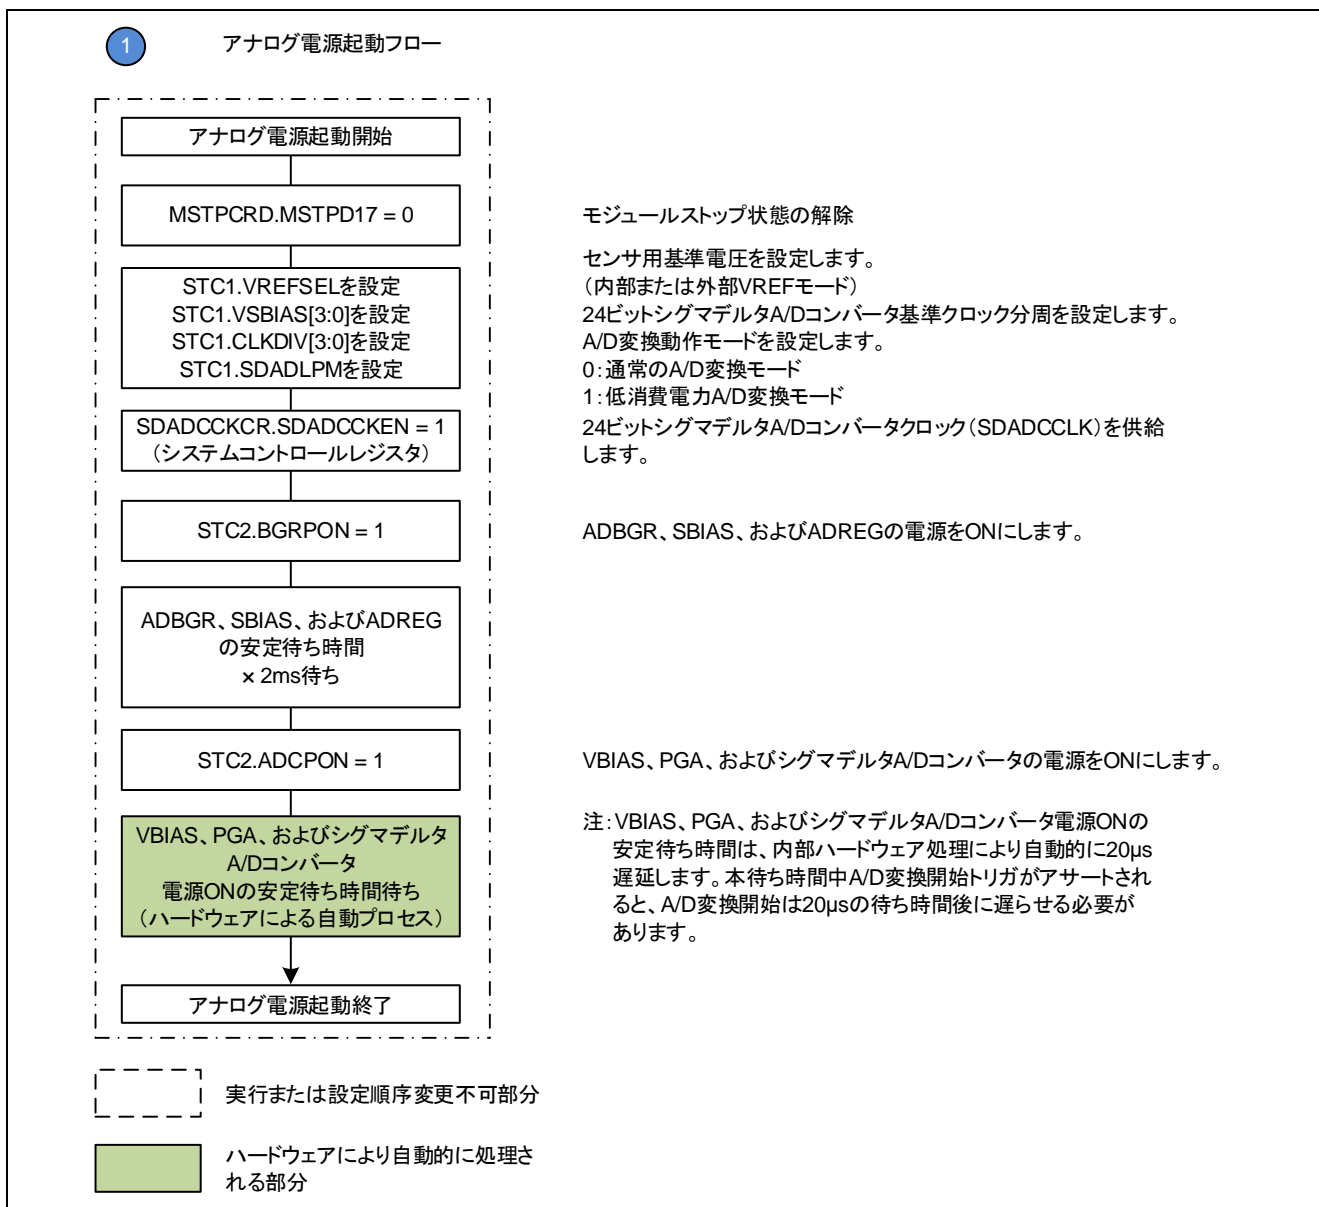 1 アナログ電源起動フロー
アナログ電源起動開始
MSTPCRD.MSTPD17 = 0
モジュールストップ状態の解除
STC1.VREFSELを設定
STC1.VSBIAS[3:0]を設定
STC1.CLKDIV[3:0]を設定
STC1.SDADLPMを設定
センサ用基準電圧を設定します。
（内部または外部VREFモード）
24ビットシグマデルタA/Dコンバータ基準クロック分周を設定します。
A/D変換動作モードを設定します。
0：通常のA/D変換モード
1：低消費電力A/D変換モード
SDADCCKCR.SDADCCKEN = 1
（システムコントロールレジスタ）
24ビットシグマデルタA/Dコンバータクロック（SDADCCLK）を供給
します。
STC2.BGRPON = 1
ADBGR、SBIAS、およびADREGの電源をONにします。
ADBGR、SBIAS、およびADREG
の安定待ち時間
× 2ms待ち
STC2.ADCPON = 1
VBIAS、PGA、およびシグマデルタA/Dコンバータの電源をONにします。
VBIAS、PGA、およびシグマデルタ
A/Dコンバータ
電源ONの安定待ち時間待ち
（ハードウェアによる自動プロセス）
注：VBIAS、PGA、およびシグマデルタA/Dコンバータ電源ONの
安定待ち時間は、内部ハードウェア処理により自動的に20µs
遅延します。本待ち時間中A/D変換開始トリガがアサートされ
ると、A/D変換開始は20µsの待ち時間後に遅らせる必要が
あります。
アナログ電源起動終了
実行または設定順序変更不可部分
ハードウェアにより自動的に処理さ
れる部分